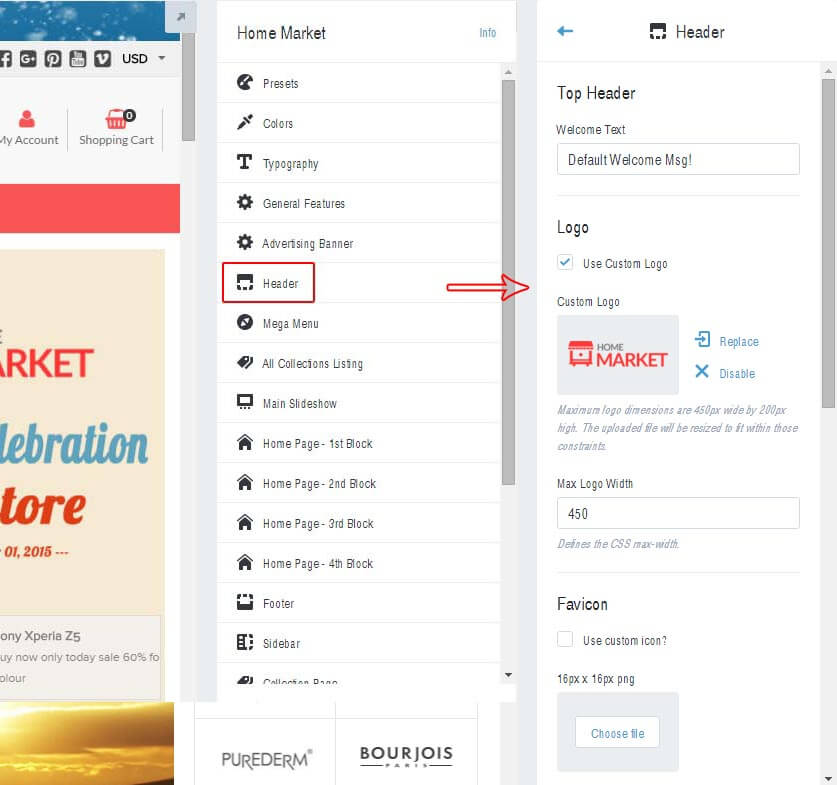 USD
My Account
0
Shopping Cart
ARKET
lebration
tore
01, 2015 ---
ony Xperia Z5
uy now only today sale 60% fo
olour
Home Market
Info
Presets
Colors
Typography
General Features
Advertising Banner
Header
Mega Menu
All Collections Listing
Main Slideshow
Home Page - 1st Block
Home Page - 2nd Block
Home Page - 3rd Block
Home Page - 4th Block
Footer
Sidebar
Collection Page
PUREDERM®
BOURJOIS
PARIS
Header
Top Header
Welcome Text
Default Welcome Msg!
Logo
Use Custom Logo
Custom Logo
HOME
MARKET
Replace
Disable
Maximum logo dimensions are 450px wide by 200px
high. The uploaded file will be resized to fit within those
constraints.
Max Logo Width
450
Defines the CSS max-width.
Favicon
Use custom icon?
16px x 16px png
Choose file